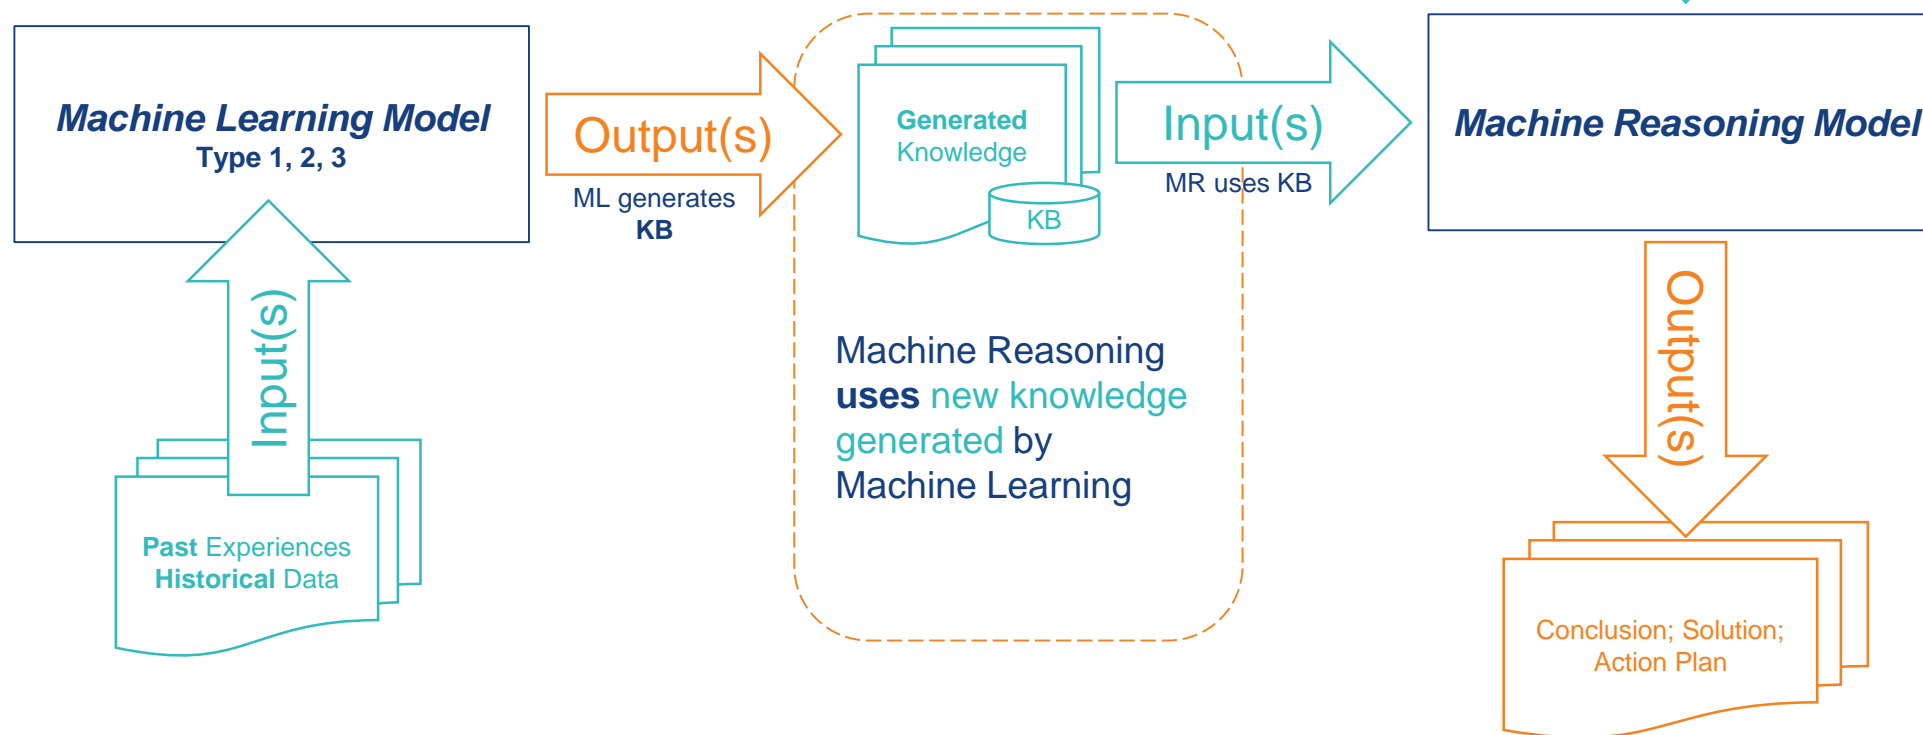 Machine Learning Model
Type 1, 2, 3
Output(s)
ML generates
KB
Generated
Knowledge
KB
Input(s)
MR uses KB
Machine Reasoning Model
Input(s)
Past Experiences
Historical Data
Machine Reasoning
uses new knowledge
generated by
Machine Learning
Output(s)
Conclusion; Solution;
Action Plan